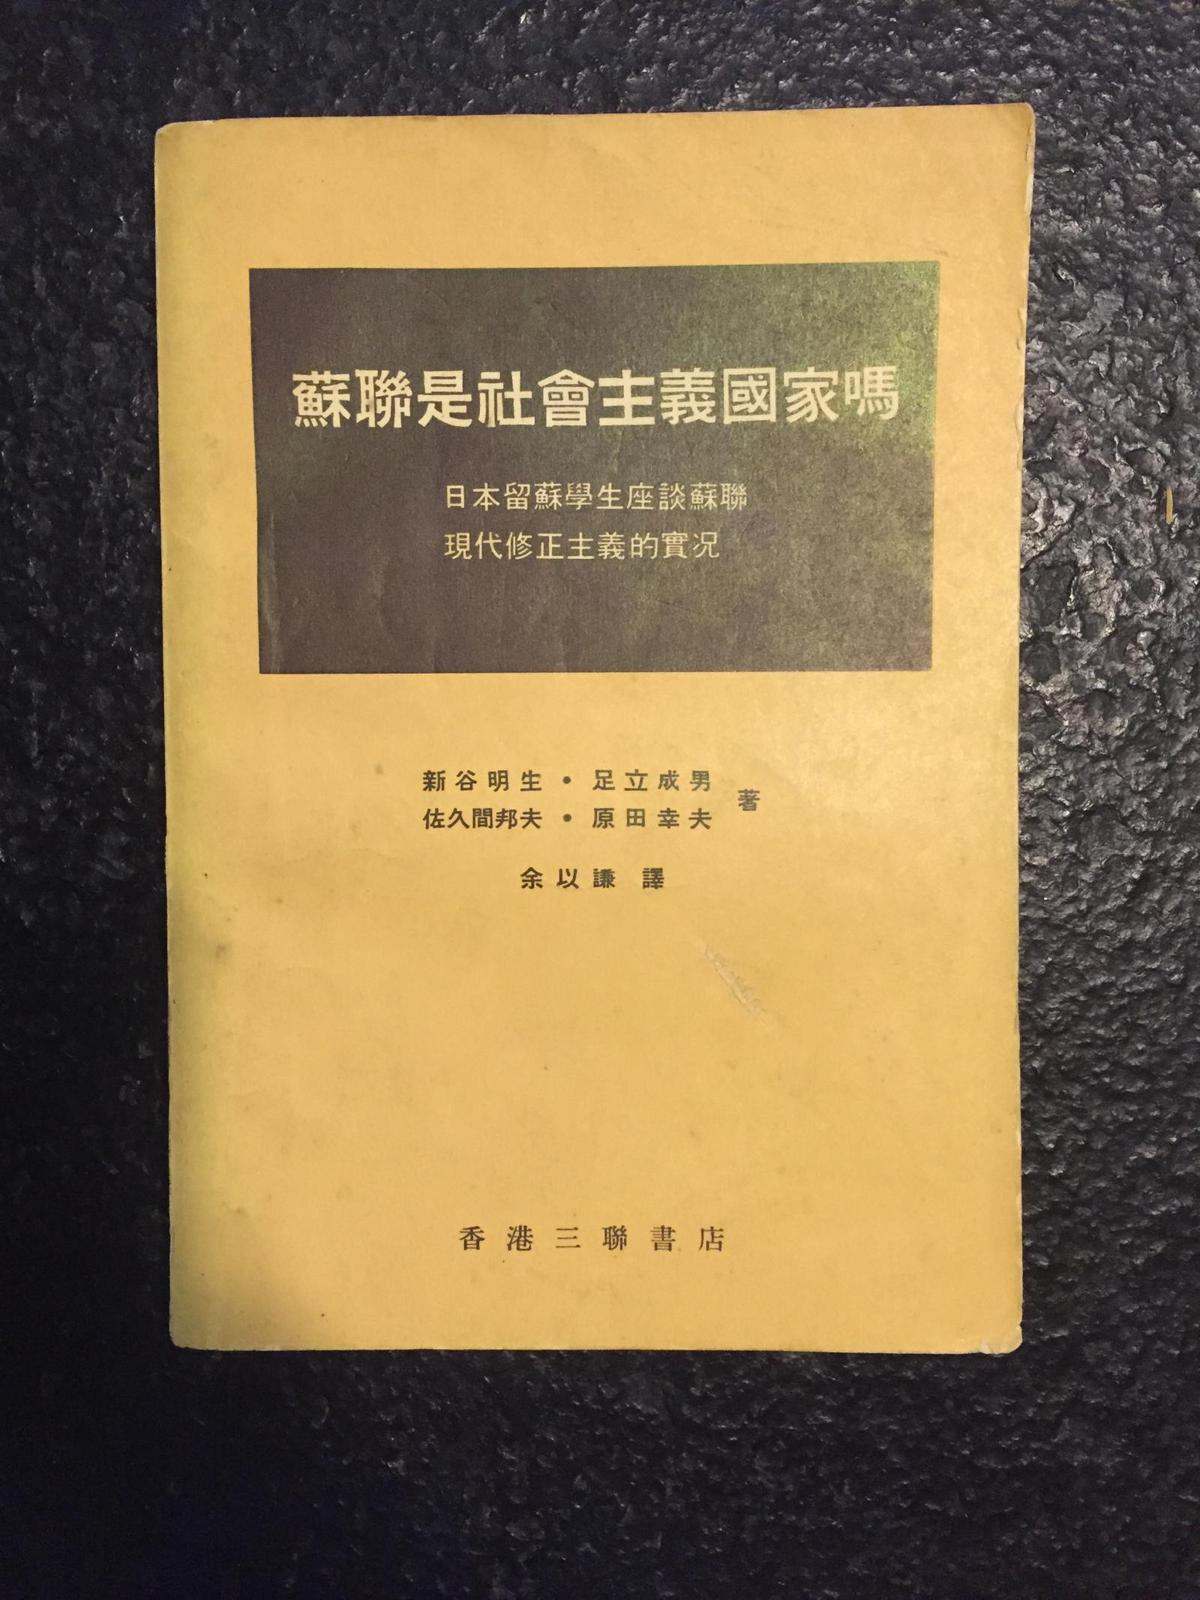 蘇聯是社會主義國家嗎
日本留蘇學生座談蘇聯
現代修正主義的實況
新谷明生・足立成男
佐久間邦夫・原田幸夫
著
余以謙 譯
香港三聯書店